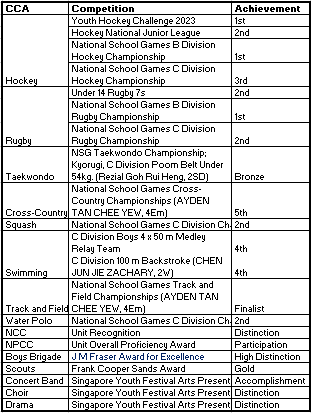 CCA Competition Achievement
Youth Hockey Challenge 2023 1st
Hockey National Junior League 2nd
National School Games B Division
Hockey Championship 1st
National School Games C Division
Hockey Hockey Championship 3rd
Under 14 Rugby 7s 2nd
National School Games B Division
Rugby Championship 1st
National School Games C Division
Rugby Rugby Championship 2nd
NSG Taekwondo Championship;
Kyorugi, C Division Poom Belt Under
Taekwondo 54kg. (Rezial Goh Rui Heng, 2SD) Bronze
National School Games Cross-
Country Championships (AYDEN
Cross-Country TAN CHEE YEW, 4Em) 5th
Squash National School Games C Division Ch 2nd
C Division Boys 4 x 50 m Medley
Relay Team 4th
C Division 100 m Backstroke (CHEN
Swimming JUN JIE ZACHARY, 2W) 4th
National School Games Track and
Field Championships (AYDEN TAN
Track and Field CHEE YEW, 4Em) Finalist
Water Polo National School Games C Division Ch 2nd
NCC Unit Recognition Distinction
NPCC Unit Overall Proficiency Award Participation
Boys Brigade J M Fraser Award for Excellence High Distinction
Scouts Frank Cooper Sands Award Gold
Concert Band Singapore Youth Festival Arts Present Accomplishment
Choir Singapore Youth Festival Arts Present Distinction
Drama Singapore Youth Festival Arts Present Distinction